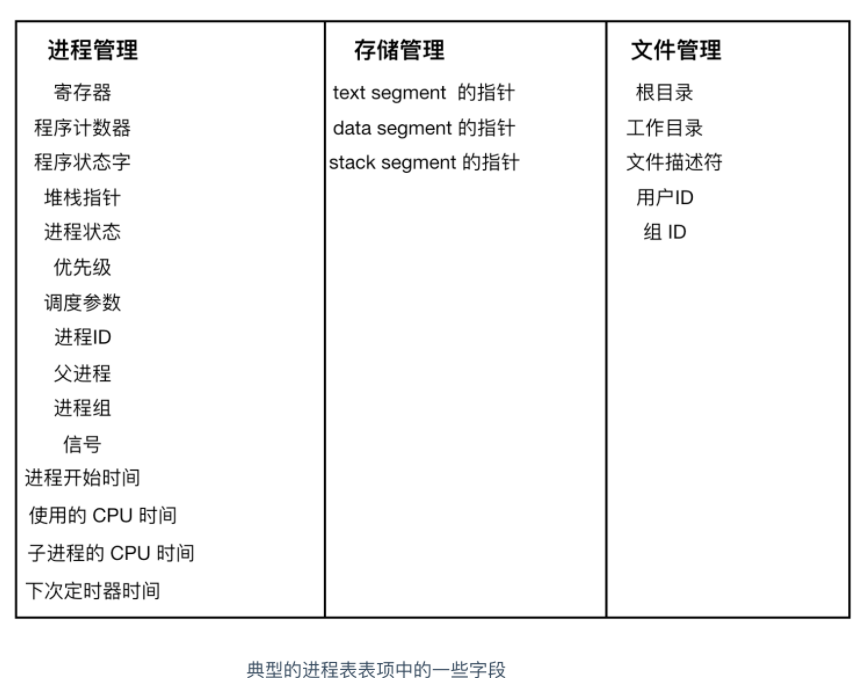 进程管理
寄存器
程序计数器
程序状态字
堆栈指针
进程状态
优先级
调度参数
进程ID
父进程
进程组
信号
进程开始时间
使用的 CPU 时间
子进程的 CPU 时间
下次定时器时间
存储管理
text segment 的指针
data segment 的指针
stack segment 的指针
文件管理
根目录
工作目录
文件描述符
用户ID
组 ID
典型的进程表表项中的一些字段